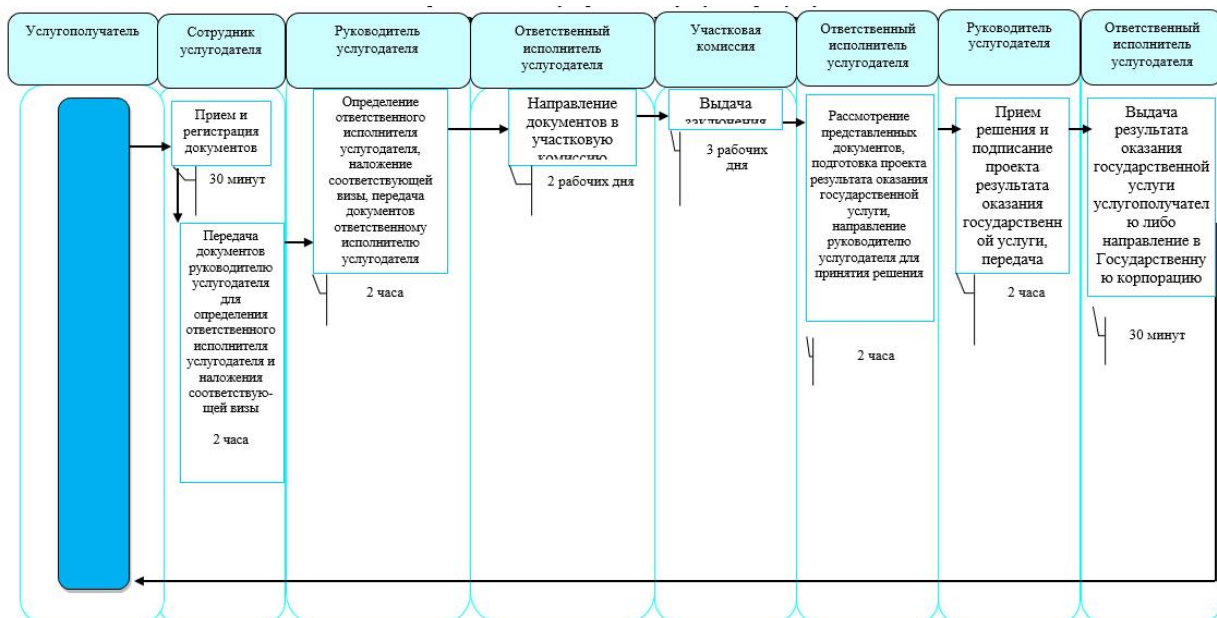 Услугополучатель
Сотрудник
услугодателя
Руководитель
услугодателя
Ответственный
исполнитель
услугодателя
Участковая
комиссия
Ответственный
исполнитель
услугодателя
Руководитель
услугодателя
Ответственный
исполнитель
услугодателя
Прием и
регистрация
документов
30 минут
Передача
документов
руководителю
услугодателя
для
определения
ответственного
исполнителя
услугодателя и
наложения
соответствую-
щей визы
2 часа
Определение
ответственного
исполнителя
услугодателя,
наложение
соответствующей
визы, передача
документов
ответственному
исполнителю
услугодателя
2 часа
Направление
документов в
участковую
комиссию
2 рабочих дня
Выдача
заключения
3 рабочих
дня
Рассмотрение
представленных
документов,
подготовка проекта
результата оказания
государственной
услуги,
направление
руководителю
услугодателя для
принятия решения
2 часа
Прием
решения и
подписание
проекта
результата
оказания
государственн
ой услуги,
передача
2 часа
Выдача
результата
оказания
государственной
услуги
услугополучател
ю либо
направление в
Государственну
ю корпорацию
30 минут